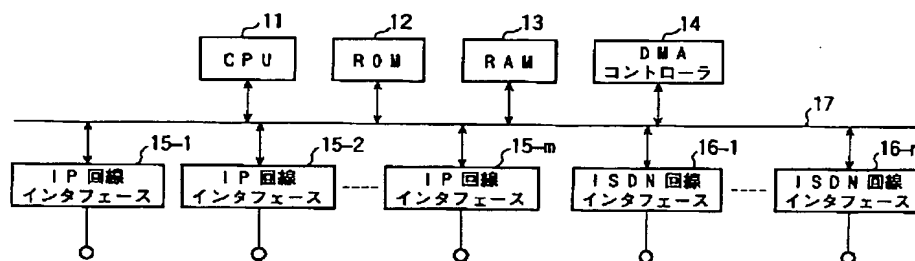 11
12
13
14
CPU
ROM
RAM
DMA
コントローラ
17
15-1
15-2
15-m
16-1
16-n
IP回線
インタフェース
IP回線
インタフェース
IP回線
インタフェース
ISDN回線
インタフェース
ISDN回線
インタフェース